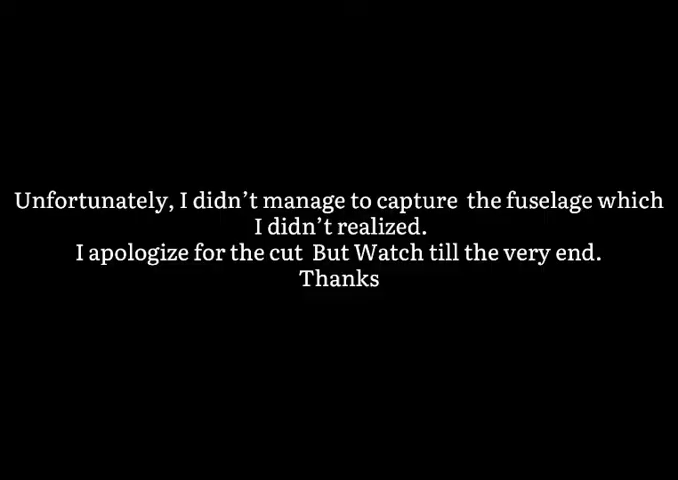 Unfortunately, I didn’t manage to capture  the fuselage which
I didn’t realized.
I apologize for the cut  But Watch till the very end.
Thanks